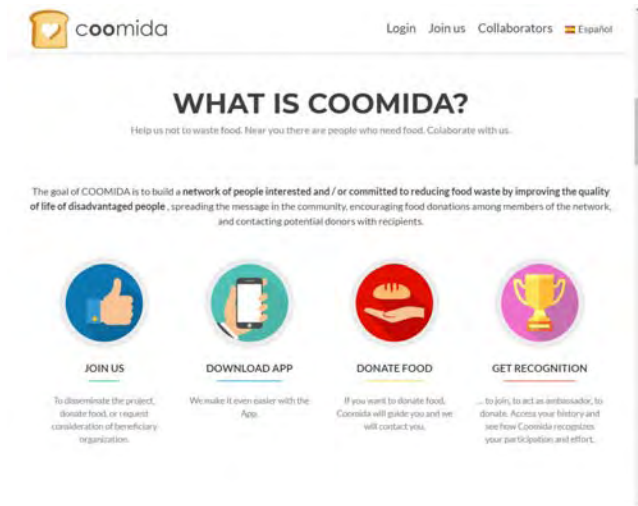 coomida
Login Join us Collaborators Español
WHAT IS COOMIDA?
Help us not to waste food. Near you there are people who need food. Colaborate with us.
The goal of COOMIDA is to build a network of people interested and / or committed to reducing food waste by improving the quality
of life of disadvantaged people , spreading the message in the community, encouraging food donations among members of the network,
and contacting potential donors with recipients.
JOIN US
To disseminate the project,
donate food, or request
consideration of beneficiary
organization.
DOWNLOAD APP
We make it even easier with the
App.
DONATE FOOD
If you want to donate food,
Coomida will guide you and we
will contact you.
GET RECOGNITION
... to join, to act as ambassador, to
donate. Access your history and
see how Coomida recognizes
your participation and effort.